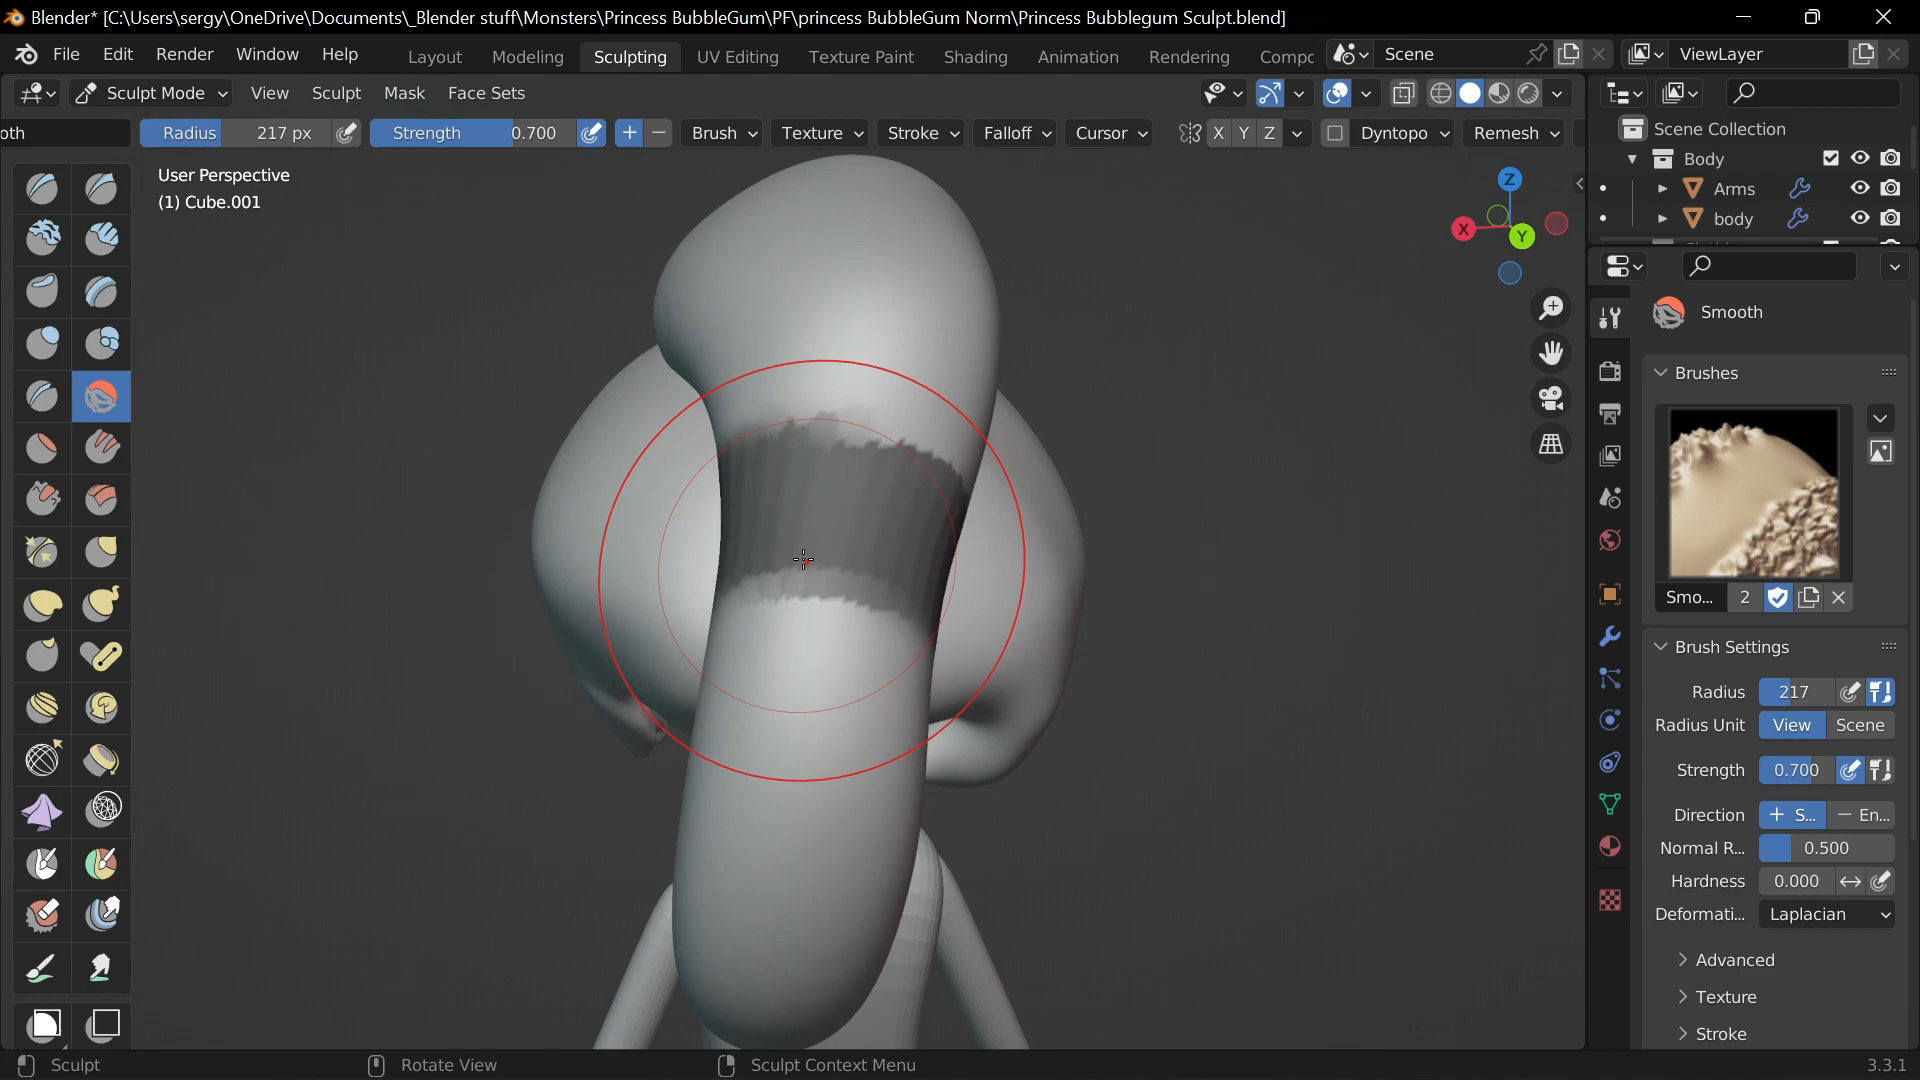 Blender* [C:\Users\sergy\OneDrive\Documents\_Blender stuff\Monsters\Princess BubbleGum\PF\princess BubbleGum Norm\Princess Bubblegum Sculpt.blend]
File Edit Render Window Help Layout Modeling Sculpting UV Editing Texture Paint Shading Animation Rendering Compc Scene ViewLayer
Sculpt Mode View Sculpt Mask Face Sets
oth Radius 217 px Strength 0.700 + − Brush Texture Stroke Falloff Cursor X Y Z Dyntopo Remesh
User Perspective
(1) Cube.001
Z
X
Y
Scene Collection
Body
Arms
body
Smooth
Brushes
Smo... 2
Brush Settings
Radius 217
Radius Unit View Scene
Strength 0.700
Direction + S... − En...
Normal R... 0.500
Hardness 0.000
Deformati... Laplacian
Advanced
Texture
Stroke
Sculpt Rotate View Sculpt Context Menu 3.3.1